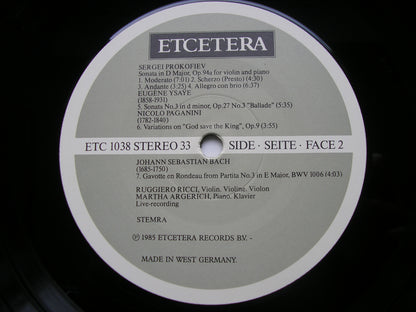 ETCETERA
SERGEI PROKOFIEV
Sonata in D Major, Op.94a for violin and piano
1. Moderato (7:01) 2. Scherzo (Presto) (4:30)
3. Andante (3:25) 4. Allegro con brio (6:37)
EUGÈNE YSAYE
(1858-1931)
5. Sonata No.3 in d minor, Op.27 No.3 "Ballade" (5:35)
NICOLO PAGANINI
(1782-1840)
6. Variations on "God save the King", Op.9 (3:55)
ETC 1038 STEREO 33 SIDE · SEITE · FACE 2
JOHANN SEBASTIAN BACH
(1685-1750)
7. Gavotte en Rondeau from Partita No.3 in E Major, BWV 1006 (4:03)
RUGGIERO RICCI, Violin, Violine, Violon
MARTHA ARGERICH, Piano, Klavier
Live-recording
STEMRA
℗ 1985 ETCETERA RECORDS BV. -
MADE IN WEST GERMANY.